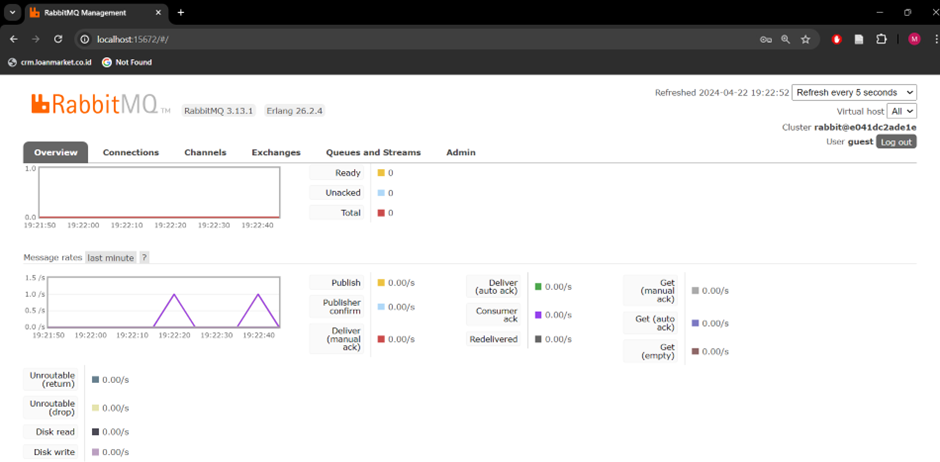 RabbitMQ Management
localhost:15672/#/
M
crm.loanmarket.co.id Not Found
RabbitMQ TM RabbitMQ 3.13.1 Erlang 26.2.4
Refreshed 2024-04-22 19:22:52 Refresh every 5 seconds
Virtual host All
Cluster rabbit@e041dc2ade1e
User guest Log out
Overview Connections Channels Exchanges Queues and Streams Admin
1.0
0.0
19:21:50 19:22:00 19:22:10 19:22:20 19:22:30 19:22:40
Ready 0
Unacked 0
Total 0
Message rates last minute ?
1.5 /s
1.0 /s
0.5 /s
0.0 /s
19:21:50 19:22:00 19:22:10 19:22:20 19:22:30 19:22:40
Publish 0.00/s
Publisher confirm 0.00/s
Deliver (manual ack) 0.00/s
Deliver (auto ack) 0.00/s
Consumer ack 0.00/s
Redelivered 0.00/s
Get (manual ack) 0.00/s
Get (auto ack) 0.00/s
Get (empty) 0.00/s
Unroutable (return) 0.00/s
Unroutable (drop) 0.00/s
Disk read 0.00/s
Disk write 0.00/s